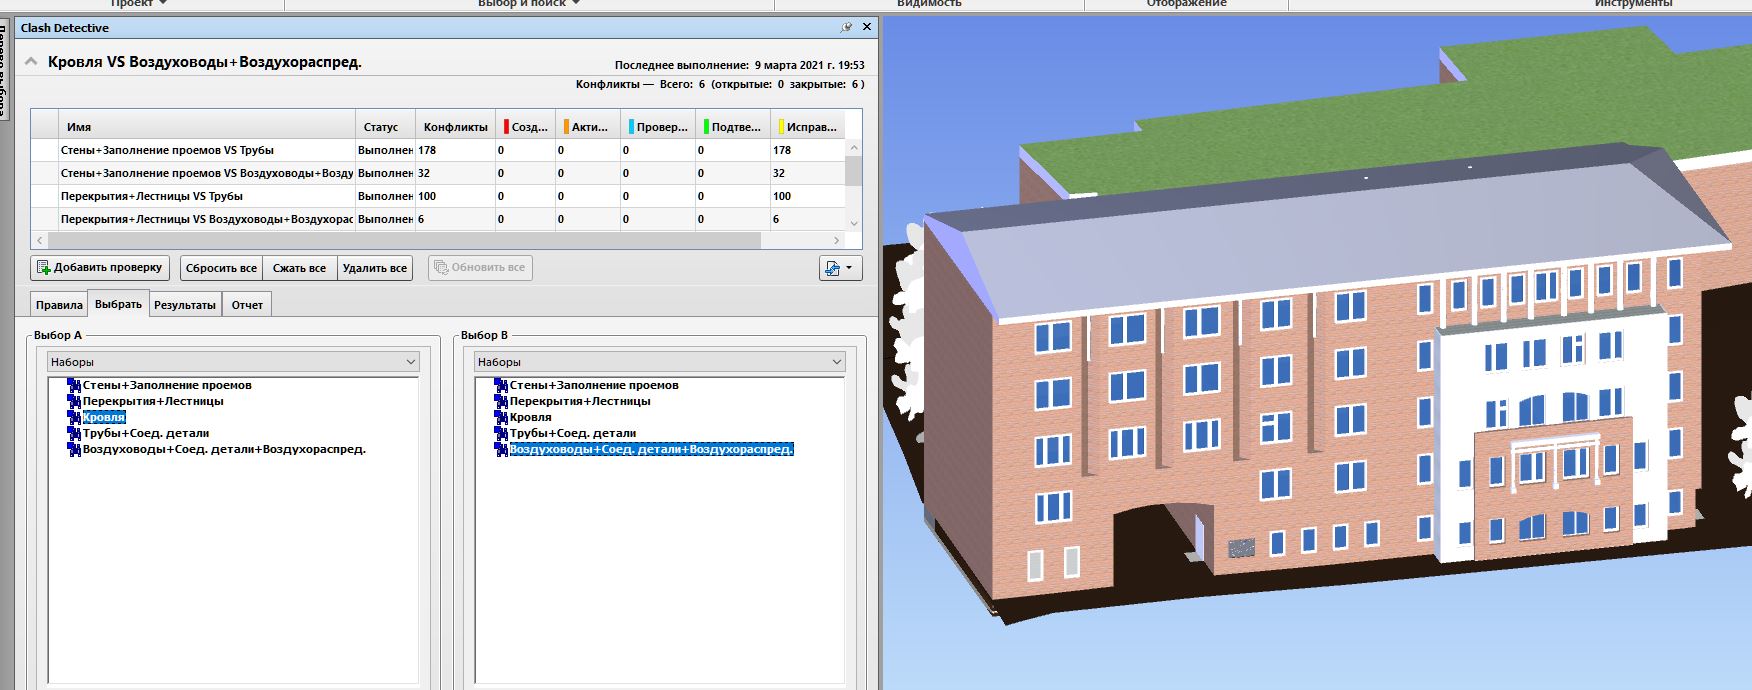 Проект
Выбор и поиск
Видимость
Отображение
Инструменты
Clash Detective
Кровля VS Воздуховоды+Воздухораспред.
Последнее выполнение: 9 марта 2021 г. 19:53
Конфликты — Всего: 6 (открытые: 0 закрытые: 6 )
Имя Статус Конфликты Созд... Акти... Провер... Подтве... Исправ...
Стены+Заполнение проемов VS Трубы Выполнен 178 0 0 0 0 178
Стены+Заполнение проемов VS Воздуховоды+Возду Выполнен 32 0 0 0 0 32
Перекрытия+Лестницы VS Трубы Выполнен 100 0 0 0 0 100
Перекрытия+Лестницы VS Воздуховоды+Воздухорас Выполнен 6 0 0 0 0 6
Добавить проверку Сбросить все Сжать все Удалить все Обновить все
Правила Выбрать Результаты Отчет
Выбор A
Наборы
Стены+Заполнение проемов
Перекрытия+Лестницы
Кровля
Трубы+Соед. детали
Воздуховоды+Соед. детали+Воздухораспред.
Выбор B
Наборы
Стены+Заполнение проемов
Перекрытия+Лестницы
Кровля
Трубы+Соед. детали
Воздуховоды+Соед. детали+Воздухораспред.